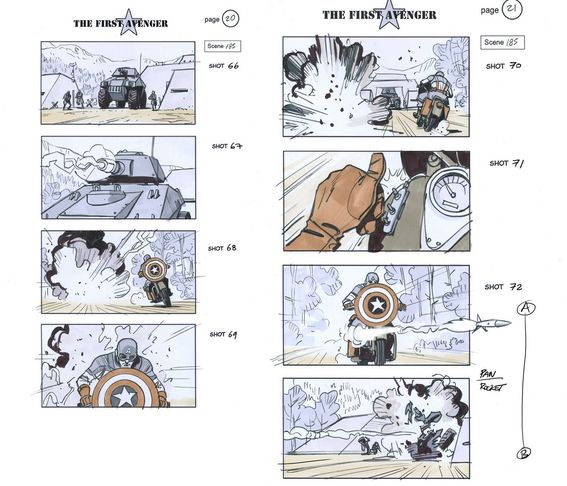 THE FIRST AVENGER
page 20
Scene 185
SHOT 66
SHOT 67
SHOT 68
SHOT 69
THE FIRST AVENGER
page 21
Scene 185
SHOT 70
SHOT 71
SHOT 72
A
PAN
ROCKET
B